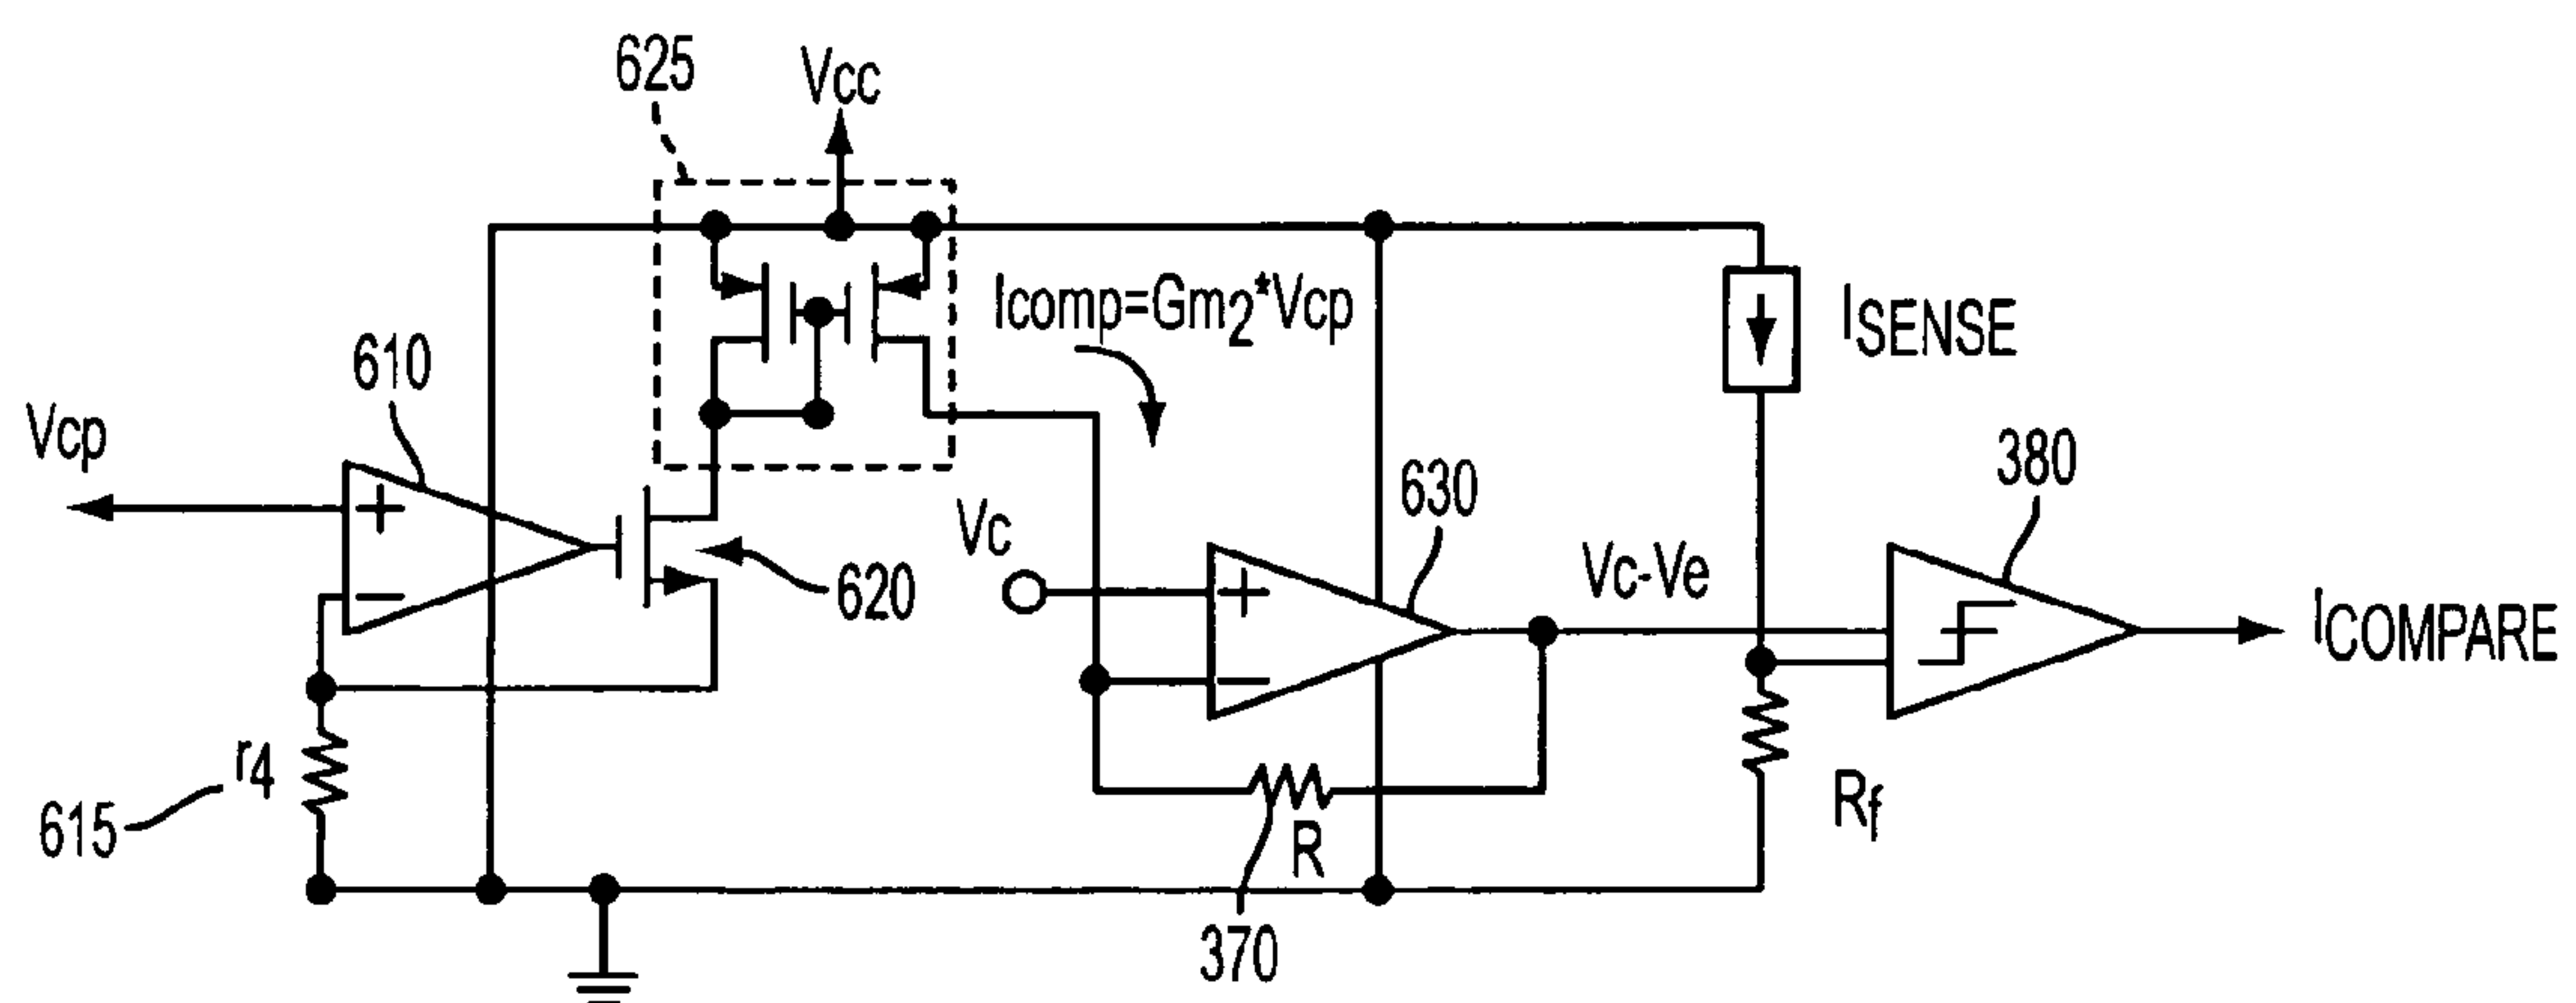 625
Vcc
Icomp=Gm2*Vcp
ISENSE
610
Vcp
380
630
Vc
Vc-Ve
620
ICOMPARE
r4
615
R
Rf
370